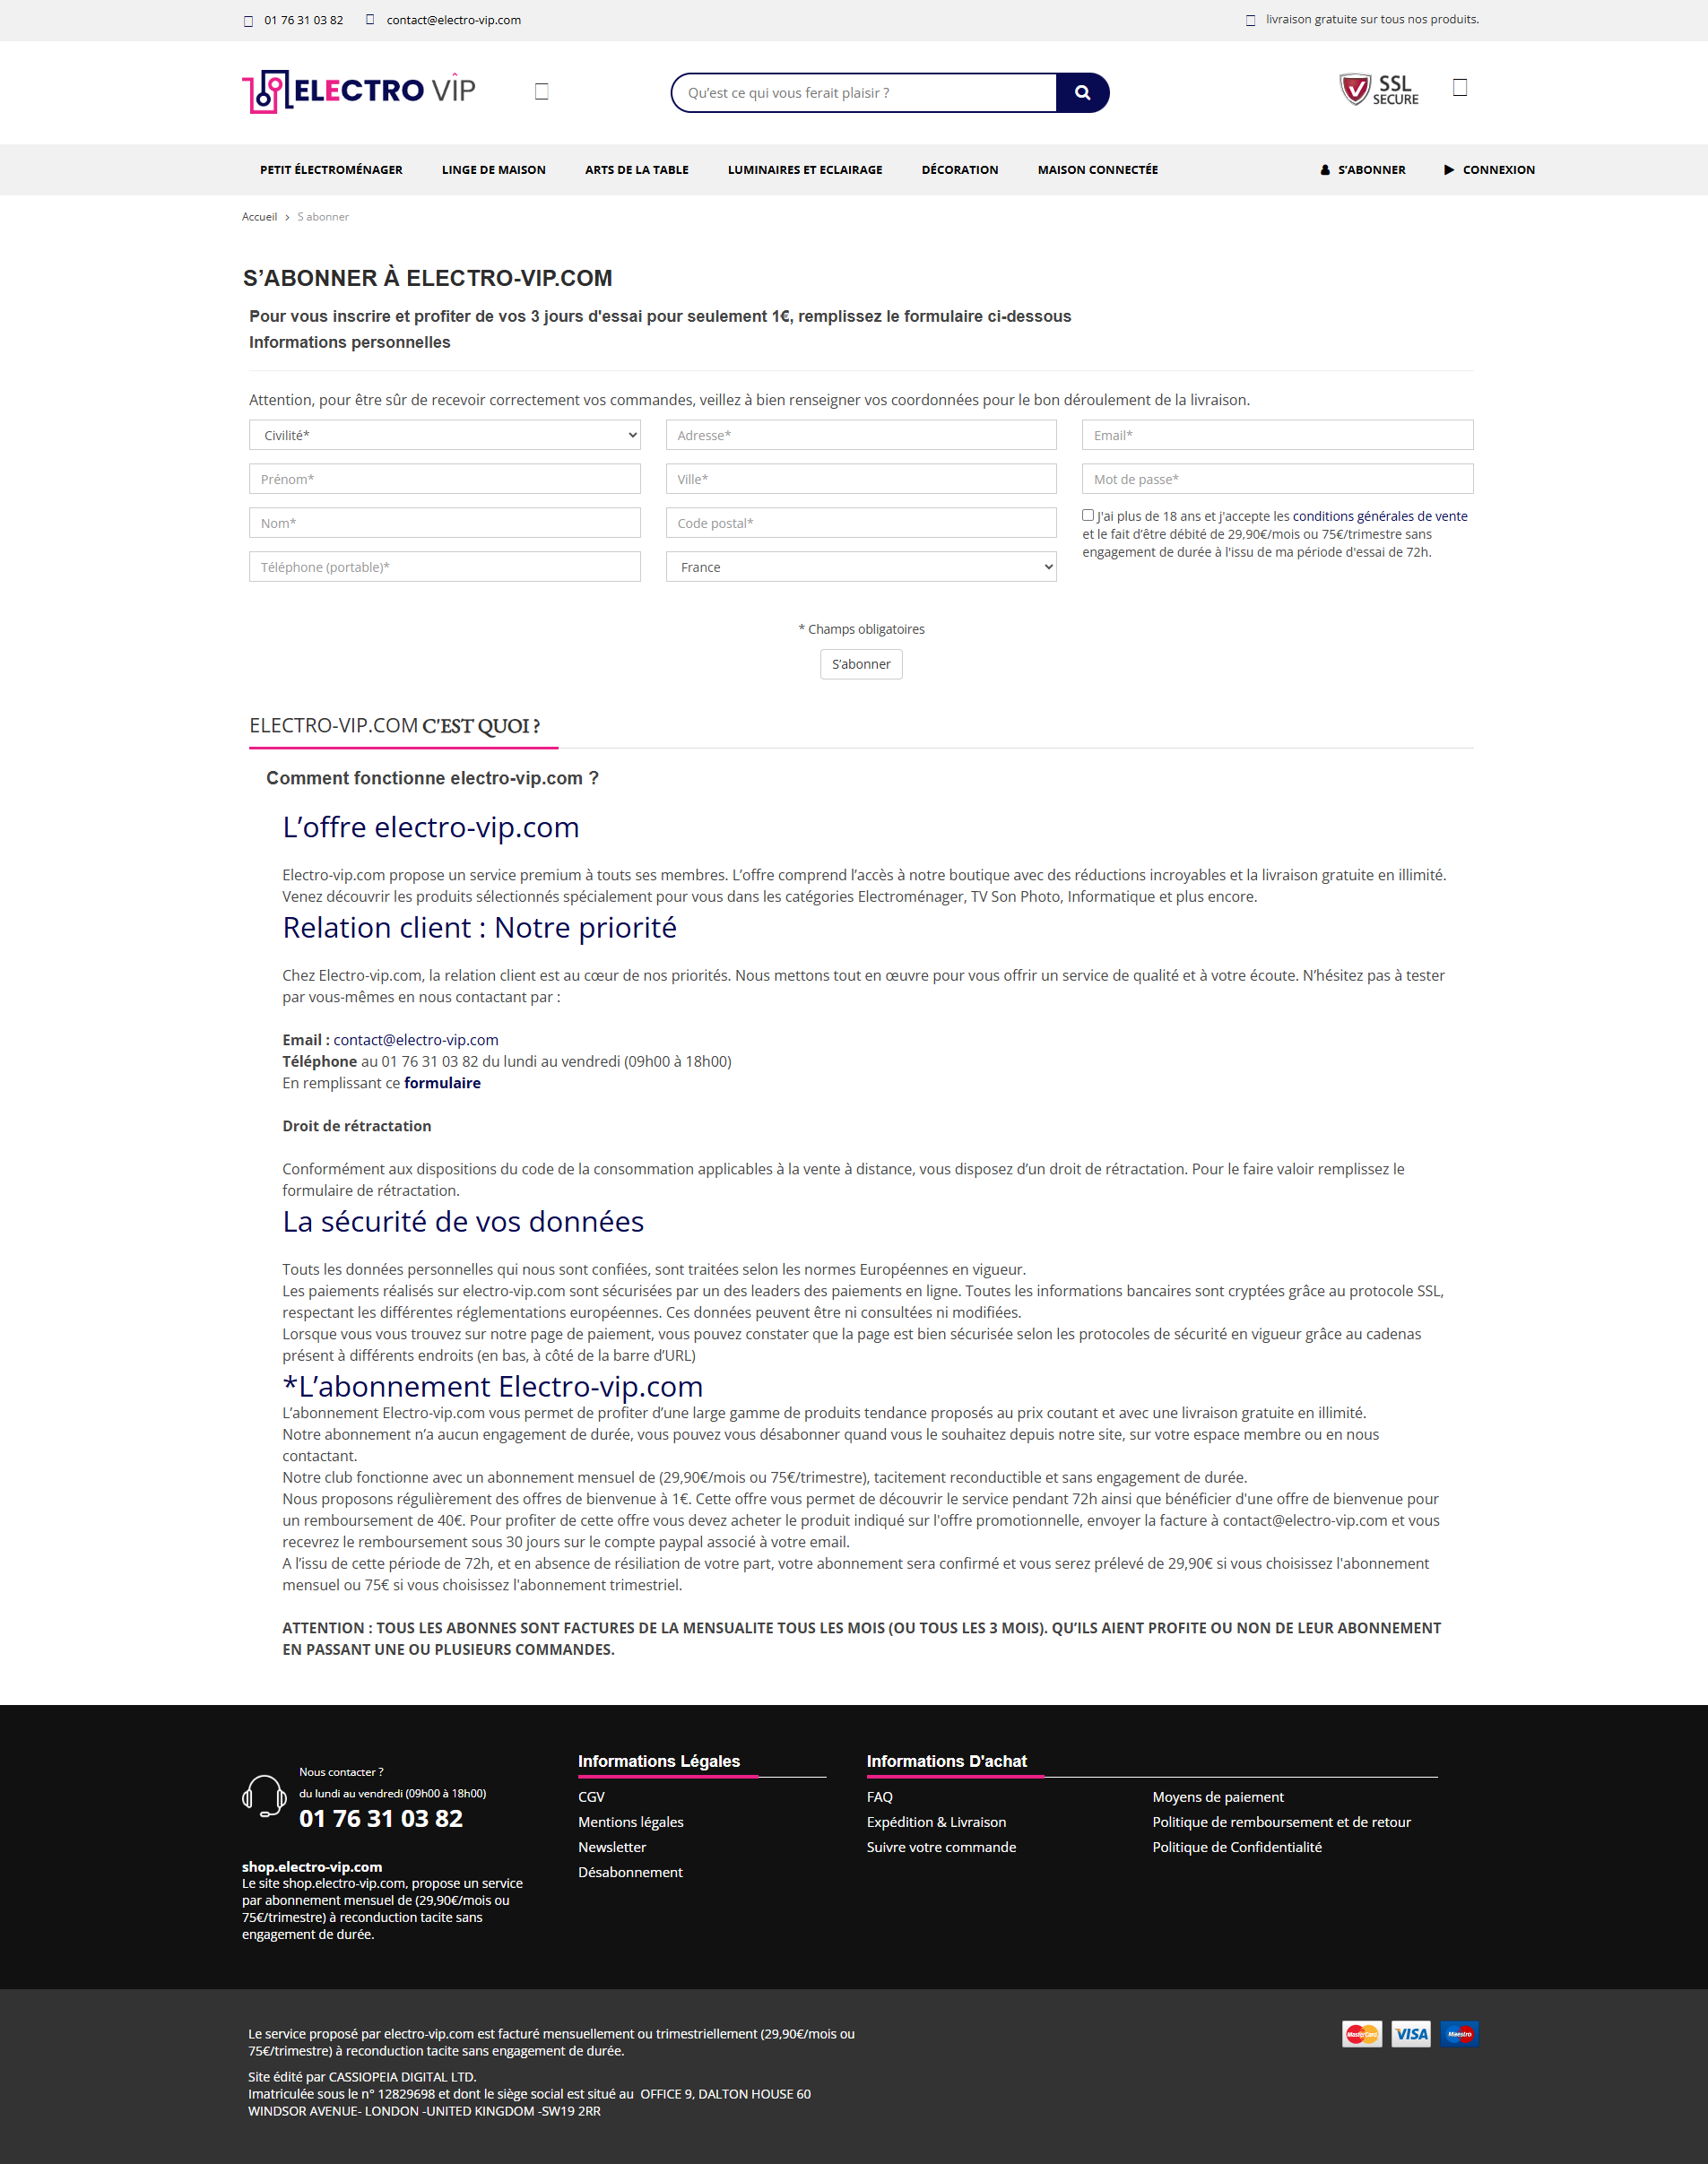 01 76 31 03 82 contact@electro-vip.com livraison gratuite sur tous nos produits.
ELECTRO VIP Qu'est ce qui vous ferait plaisir ? SSL SECURE
PETIT ÉLECTROMÉNAGER LINGE DE MAISON ARTS DE LA TABLE LUMINAIRES ET ECLAIRAGE DÉCORATION MAISON CONNECTÉE S'ABONNER CONNEXION
Accueil > S abonner
S'ABONNER À ELECTRO-VIP.COM
Pour vous inscrire et profiter de vos 3 jours d'essai pour seulement 1€, remplissez le formulaire ci-dessous
Informations personnelles
Attention, pour être sûr de recevoir correctement vos commandes, veillez à bien renseigner vos coordonnées pour le bon déroulement de la livraison.
Civilité* Adresse* Email*
Prénom* Ville* Mot de passe*
Nom* Code postal* J'ai plus de 18 ans et j'accepte les conditions générales de vente
et le fait d'être débité de 29,90€/mois ou 75€/trimestre sans
engagement de durée à l'issu de ma période d'essai de 72h.
Téléphone (portable)* France
* Champs obligatoires
S'abonner
ELECTRO-VIP.COM C'EST QUOI ?
Comment fonctionne electro-vip.com ?
L'offre electro-vip.com
Electro-vip.com propose un service premium à touts ses membres. L'offre comprend l'accès à notre boutique avec des réductions incroyables et la livraison gratuite en illimité.
Venez découvrir les produits sélectionnés spécialement pour vous dans les catégories Electroménager, TV Son Photo, Informatique et plus encore.
Relation client : Notre priorité
Chez Electro-vip.com, la relation client est au cœur de nos priorités. Nous mettons tout en œuvre pour vous offrir un service de qualité et à votre écoute. N'hésitez pas à tester
par vous-mêmes en nous contactant par :
Email : contact@electro-vip.com
Téléphone au 01 76 31 03 82 du lundi au vendredi (09h00 à 18h00)
En remplissant ce formulaire
Droit de rétractation
Conformément aux dispositions du code de la consommation applicables à la vente à distance, vous disposez d'un droit de rétractation. Pour le faire valoir remplissez le
formulaire de rétractation.
La sécurité de vos données
Touts les données personnelles qui nous sont confiées, sont traitées selon les normes Européennes en vigueur.
Les paiements réalisés sur electro-vip.com sont sécurisées par un des leaders des paiements en ligne. Toutes les informations bancaires sont cryptées grâce au protocole SSL,
respectant les différentes réglementations européennes. Ces données peuvent être ni consultées ni modifiées.
Lorsque vous vous trouvez sur notre page de paiement, vous pouvez constater que la page est bien sécurisée selon les protocoles de sécurité en vigueur grâce au cadenas
présent à différents endroits (en bas, à côté de la barre d'URL)
*L'abonnement Electro-vip.com
L'abonnement Electro-vip.com vous permet de profiter d'une large gamme de produits tendance proposés au prix coutant et avec une livraison gratuite en illimité.
Notre abonnement n'a aucun engagement de durée, vous pouvez vous désabonner quand vous le souhaitez depuis notre site, sur votre espace membre ou en nous
contactant.
Notre club fonctionne avec un abonnement mensuel de (29,90€/mois ou 75€/trimestre), tacitement reconductible et sans engagement de durée.
Nous proposons régulièrement des offres de bienvenue à 1€. Cette offre vous permet de découvrir le service pendant 72h ainsi que bénéficier d'une offre de bienvenue pour
un remboursement de 40€. Pour profiter de cette offre vous devez acheter le produit indiqué sur l'offre promotionnelle, envoyer la facture à contact@electro-vip.com et vous
recevrez le remboursement sous 30 jours sur le compte paypal associé à votre email.
A l'issu de cette période de 72h, et en absence de résiliation de votre part, votre abonnement sera confirmé et vous serez prélevé de 29,90€ si vous choisissez l'abonnement
mensuel ou 75€ si vous choisissez l'abonnement trimestriel.
ATTENTION : TOUS LES ABONNES SONT FACTURES DE LA MENSUALITE TOUS LES MOIS (OU TOUS LES 3 MOIS). QU'ILS AIENT PROFITE OU NON DE LEUR ABONNEMENT
EN PASSANT UNE OU PLUSIEURS COMMANDES.
Nous contacter ?
du lundi au vendredi (09h00 à 18h00)
01 76 31 03 82
shop.electro-vip.com
Le site shop.electro-vip.com, propose un service
par abonnement mensuel de (29,90€/mois ou
75€/trimestre) à reconduction tacite sans
engagement de durée.
Informations Légales
CGV
Mentions légales
Newsletter
Désabonnement
Informations D'achat
FAQ
Expédition & Livraison
Suivre votre commande
Moyens de paiement
Politique de remboursement et de retour
Politique de Confidentialité
Le service proposé par electro-vip.com est facturé mensuellement ou trimestriellement (29,90€/mois ou
75€/trimestre) à reconduction tacite sans engagement de durée.
Site édité par CASSIOPEIA DIGITAL LTD.
Imatriculée sous le n° 12829698 et dont le siège social est situé au OFFICE 9, DALTON HOUSE 60
WINDSOR AVENUE- LONDON -UNITED KINGDOM -SW19 2RR
MasterCard VISA Maestro